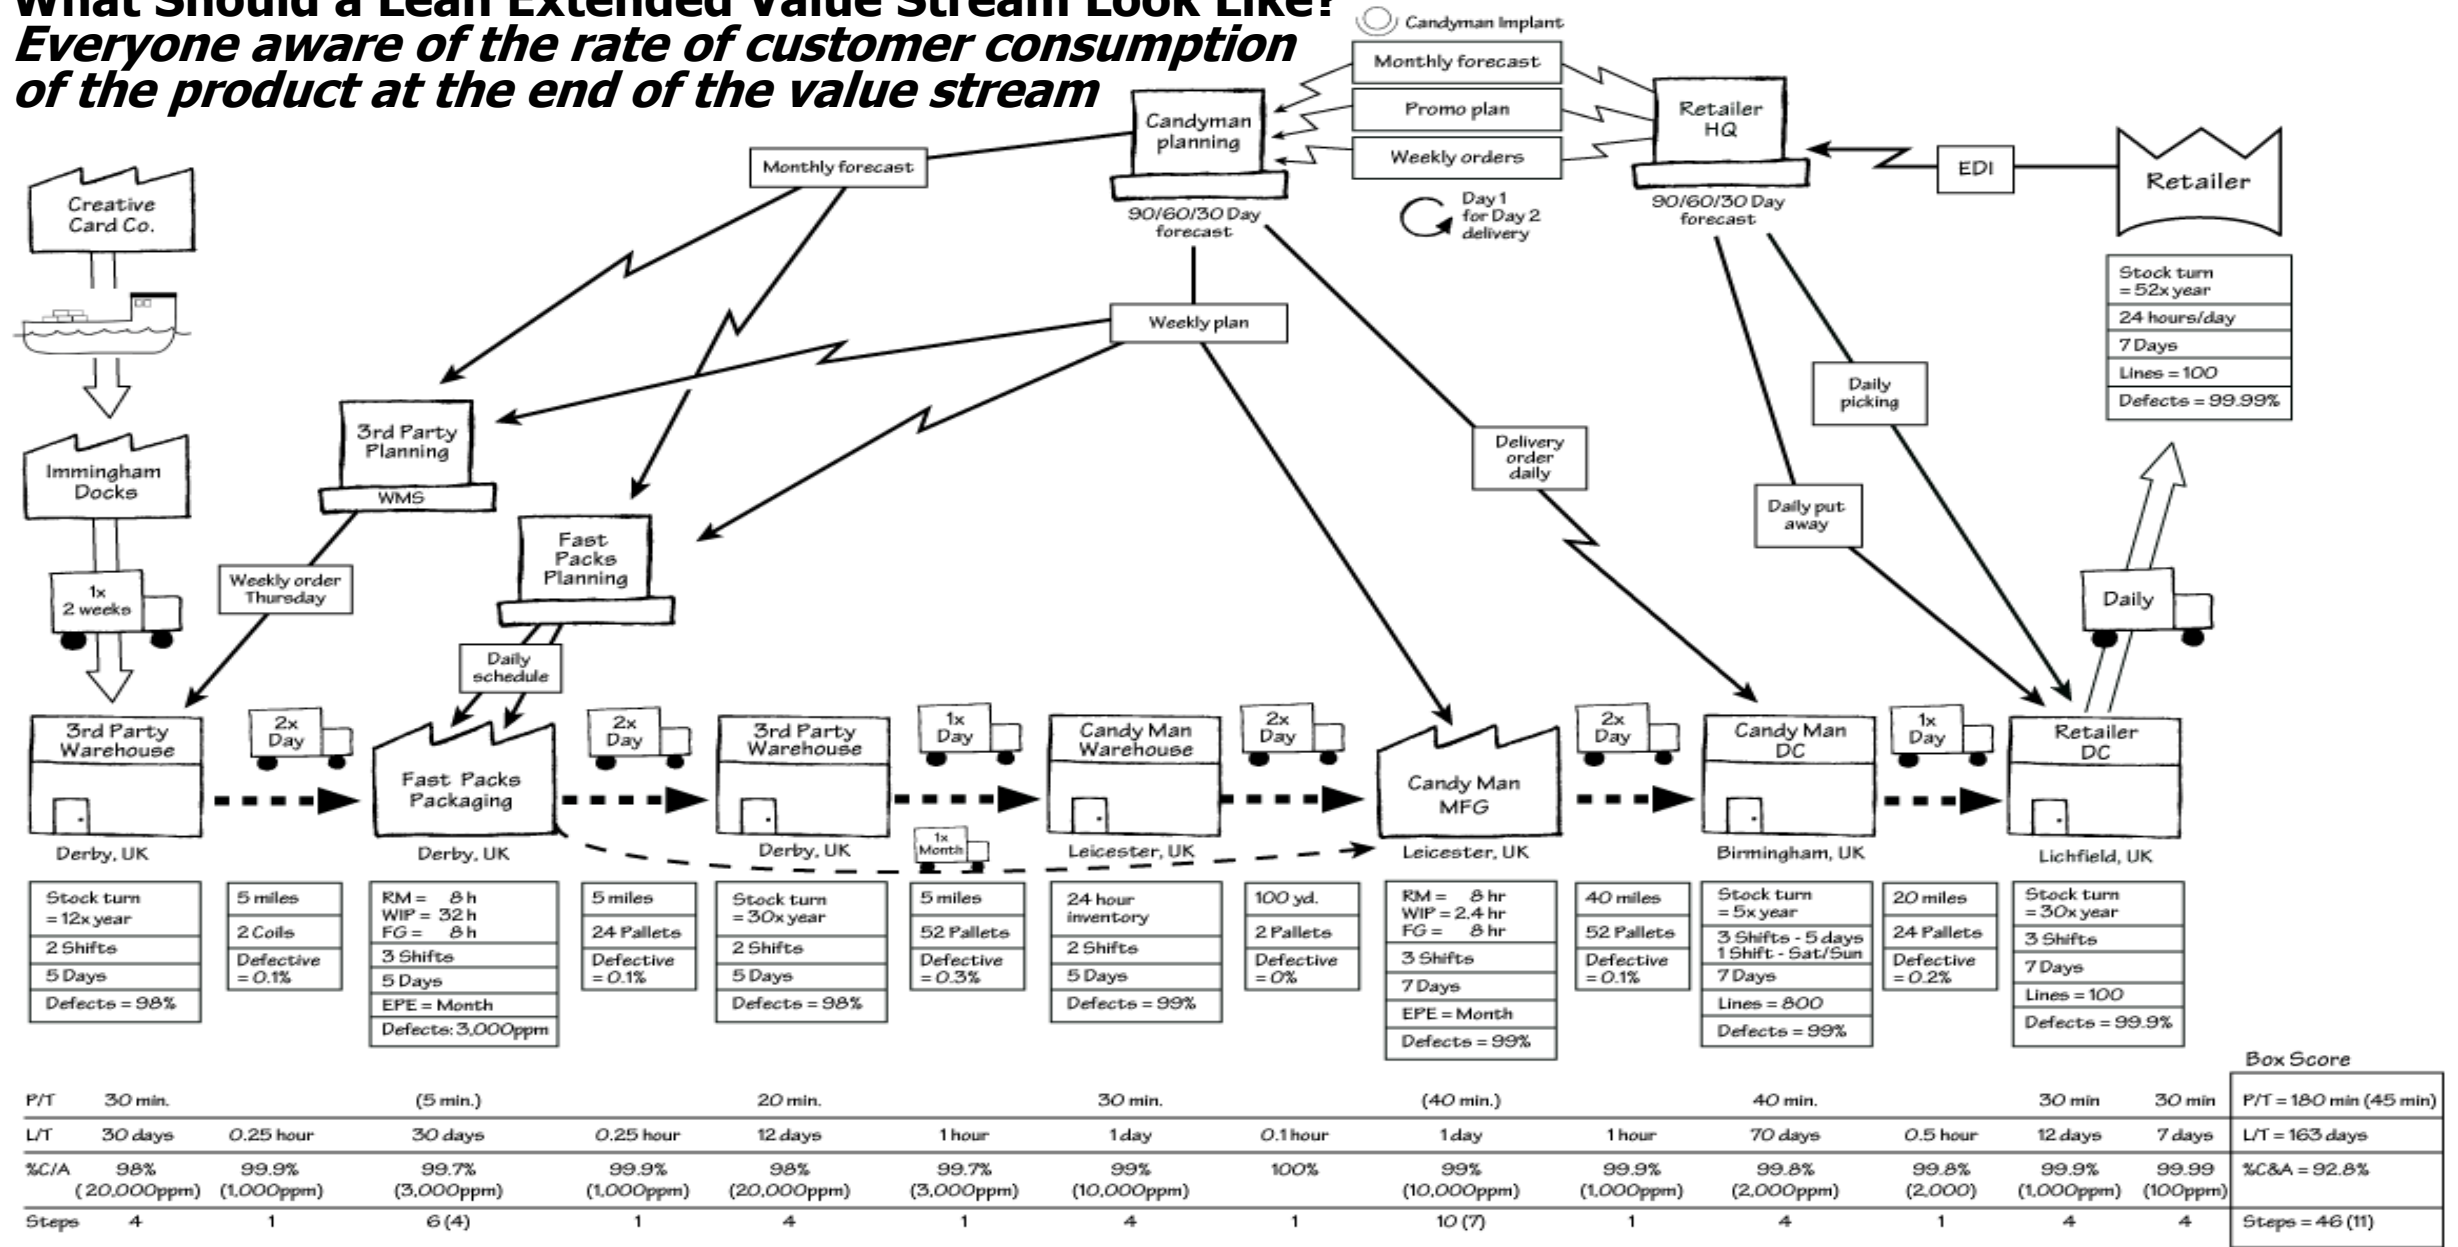 What Should a Lean Extended Value Stream Look Like?
Everyone aware of the rate of customer consumption
of the product at the end of the value stream
Candyman Implant
Monthly forecast
Promo plan
Weekly orders
Day 1
for Day 2
delivery
Candyman
planning
90/60/30 Day
forecast
Retailer
HQ
90/60/30 Day
forecast
EDI
Retailer
Stock turn
= 52x year
24 hours/day
7 Days
Lines = 100
Defects = 99.99%
Monthly forecast
Weekly plan
Creative
Card Co.
Immingham
Docks
1x
2 weeks
3rd Party
Planning
WMS
Weekly order
Thursday
Fast
Packs
Planning
Daily
schedule
Delivery
order
daily
Daily
picking
Daily put
away
Daily
3rd Party
Warehouse
Derby, UK
2x
Day
Fast Packs
Packaging
Derby, UK
2x
Day
3rd Party
Warehouse
Derby, UK
1x
Day
1x
Month
Candy Man
Warehouse
Leicester, UK
2x
Day
Candy Man
MFG
Leicester, UK
2x
Day
Candy Man
DC
Birmingham, UK
1x
Day
Retailer
DC
Lichfield, UK
Stock turn
= 12x year
2 Shifts
5 Days
Defects = 98%
5 miles
2 Coils
Defective
= 0.1%
RM = 8 h
WIP = 32 h
FG = 8 h
3 Shifts
5 Days
EPE = Month
Defects: 3,000ppm
5 miles
24 Pallets
Defective
= 0.1%
Stock turn
= 30x year
2 Shifts
5 Days
Defects = 98%
5 miles
52 Pallets
Defective
= 0.3%
24 hour
inventory
2 Shifts
5 Days
Defects = 99%
100 yd.
2 Pallets
Defective
= 0%
RM = 8 hr
WIP = 2.4 hr
FG = 8 hr
3 Shifts
7 Days
EPE = Month
Defects = 99%
40 miles
52 Pallets
Defective
= 0.1%
Stock turn
= 5x year
3 Shifts - 5 days
1 Shift - Sat/Sun
7 Days
Lines = 800
Defects = 99%
20 miles
24 Pallets
Defective
= 0.2%
Stock turn
= 30x year
3 Shifts
7 Days
Lines = 100
Defects = 99.9%
Box Score
P/T 30 min. (5 min.) 20 min. 30 min. (40 min.) 40 min. 30 min 30 min P/T = 180 min (45 min)
L/T 30 days 0.25 hour 30 days 0.25 hour 12 days 1 hour 1 day 0.1 hour 1 day 1 hour 70 days 0.5 hour 12 days 7 days L/T = 163 days
%C/A 98% 99.9% 99.7% 99.9% 98% 99.7% 99% 100% 99% 99.9% 99.8% 99.8% 99.9% 99.99 %C&A = 92.8%
(20,000ppm) (1,000ppm) (3,000ppm) (1,000ppm) (20,000ppm) (3,000ppm) (10,000ppm) (10,000ppm) (1,000ppm) (2,000ppm) (2,000) (1,000ppm) (100ppm)
Steps 4 1 6 (4) 1 4 1 4 1 10 (7) 1 4 1 4 4 Steps = 46 (11)